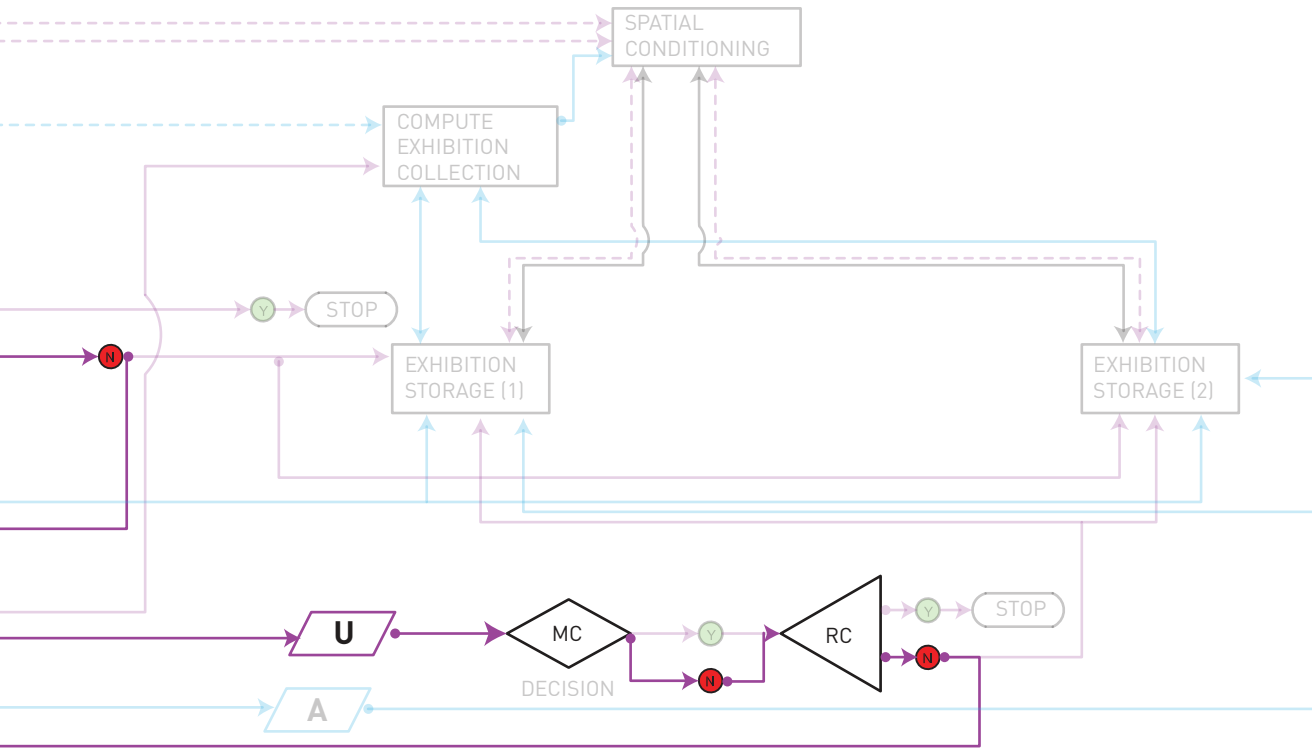 SPATIAL
CONDITIONING
COMPUTE
EXHIBITION
COLLECTION
Y
STOP
N
EXHIBITION
STORAGE (1)
EXHIBITION
STORAGE (2)
U
MC
DECISION
Y
N
RC
Y
STOP
N
A